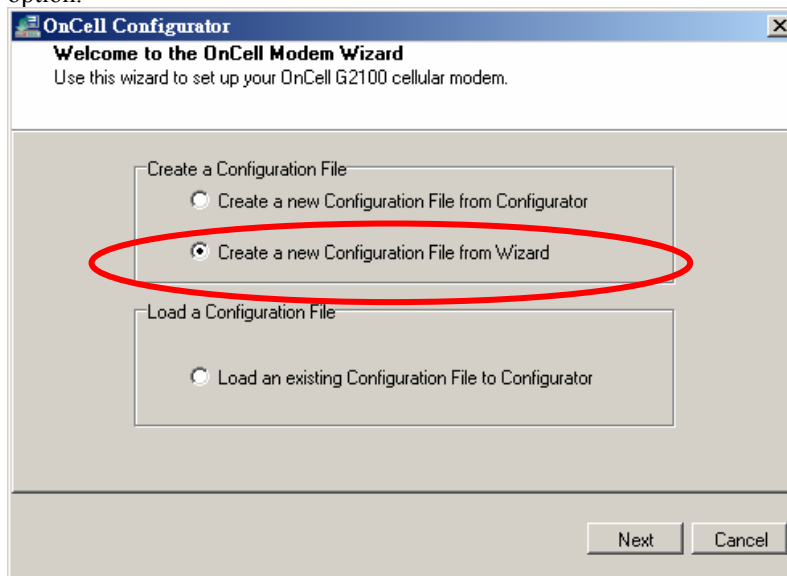 option.
OnCell Configurator
Welcome to the OnCell Modem Wizard
Use this wizard to set up your OnCell G2100 cellular modem.
Create a Configuration File
Create a new Configuration File from Configurator
Create a new Configuration File from Wizard
Load a Configuration File
Load an existing Configuration File to Configurator
Next Cancel